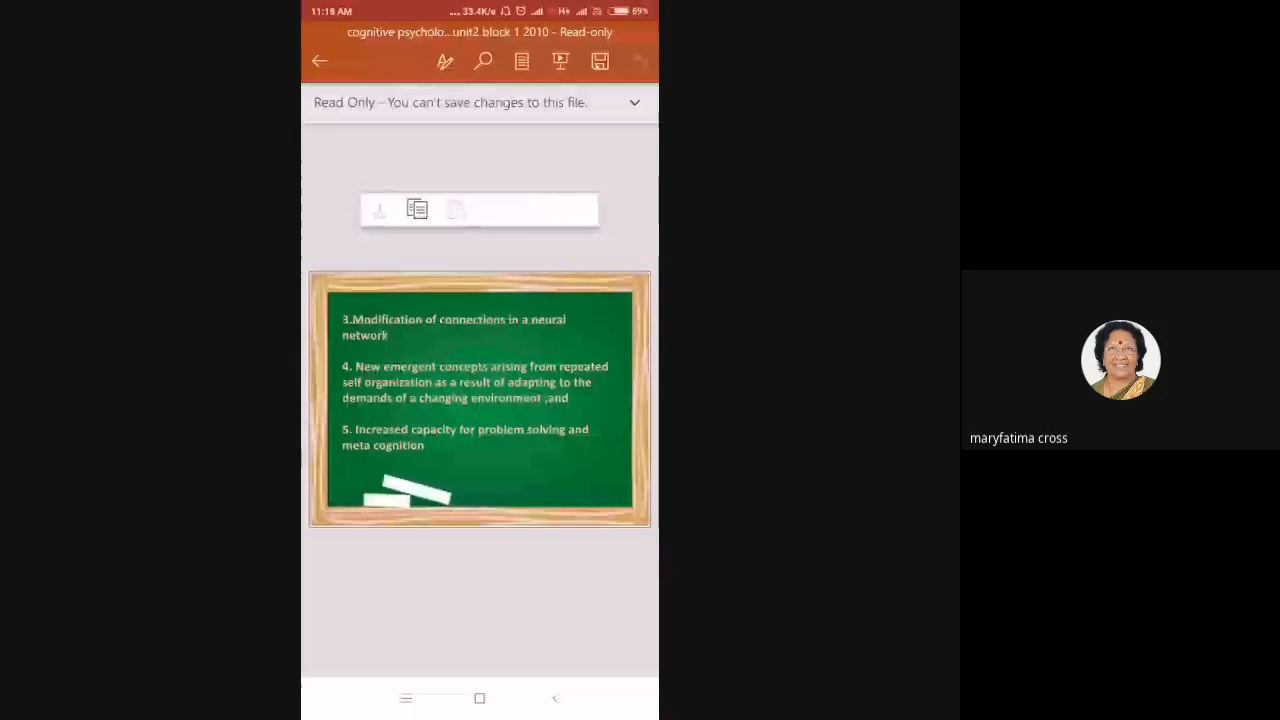 11:18 AM ... 33.4K/s H+ 69%
cognitive psycholo...unit2 block 1 2010 - Read-only
Read Only - You can't save changes to this file.
3.Modification of connections in a neural
network
4. New emergent concepts arising from repeated
self organization as a result of adapting to the
demands of a changing environment ;and
5. Increased capacity for problem solving and
meta cognition
maryfatima cross